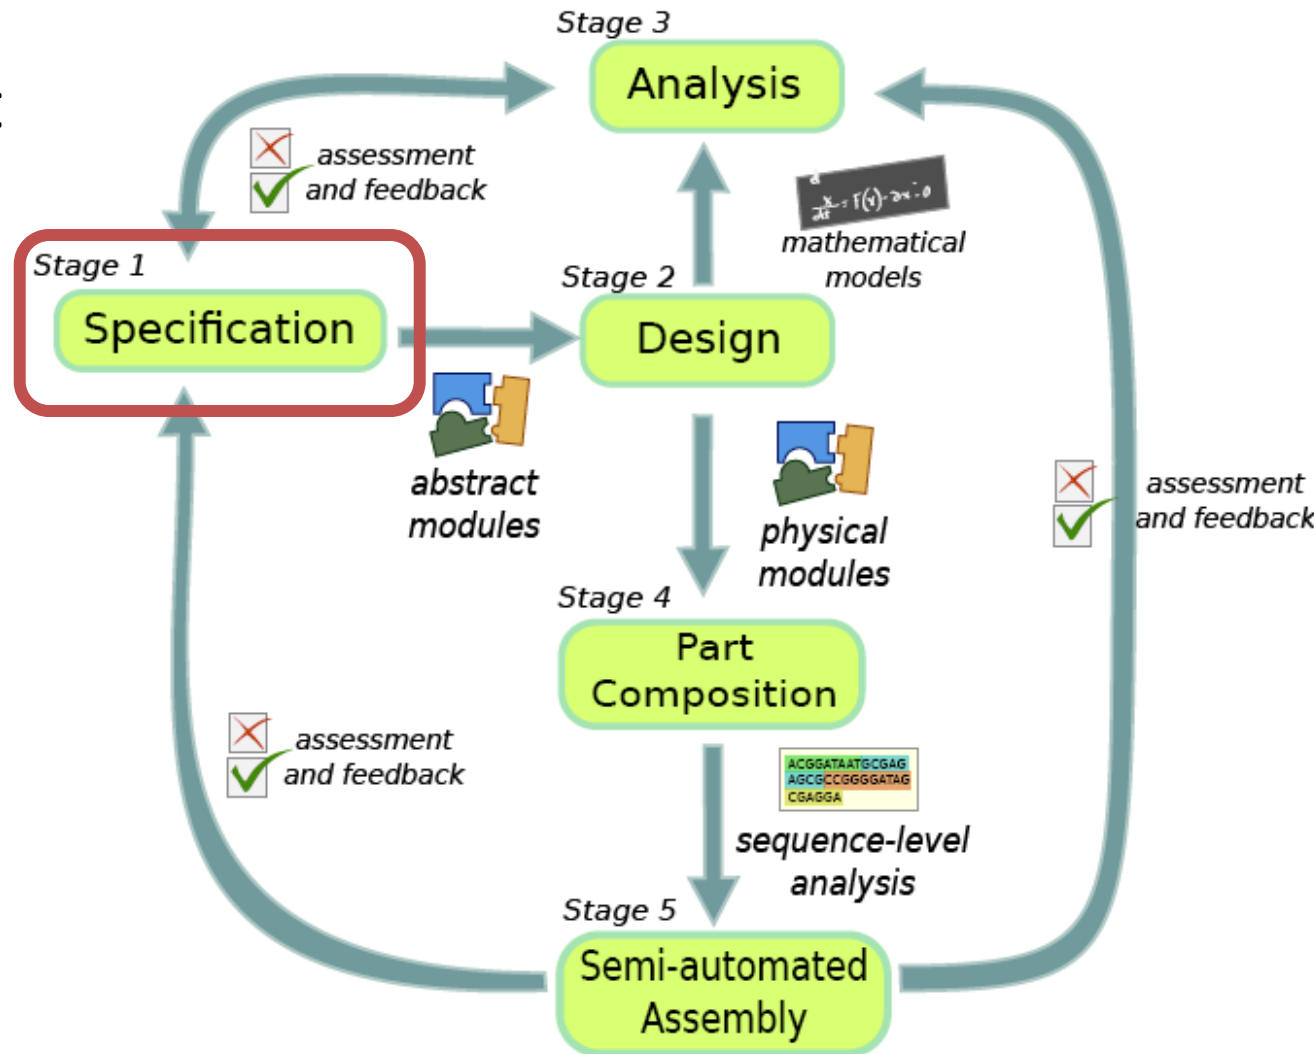 Stage 3
Analysis
assessment
and feedback
mathematical
models
Stage 1
Specification
Stage 2
Design
abstract
modules
physical
modules
assessment
and feedback
Stage 4
Part
Composition
assessment
and feedback
ACGGATAATGCGAG
AGCGCCGGGGATAG
CGAGGA
sequence-level
analysis
Stage 5
Semi-automated
Assembly